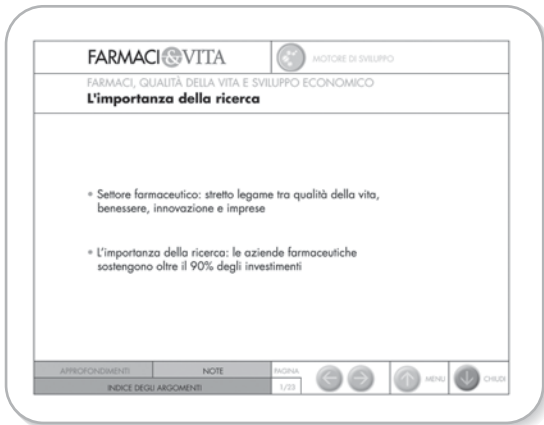 FARMACI&VITA
MOTORE DI SVILUPPO
FARMACI, QUALITÀ DELLA VITA E SVILUPPO ECONOMICO
L'importanza della ricerca
• Settore farmaceutico: stretto legame tra qualità della vita,
benessere, innovazione e imprese
• L'importanza della ricerca: le aziende farmaceutiche
sostengono oltre il 90% degli investimenti
APPROFONDIMENTI
NOTE
PAGINA
INDICE DEGLI ARGOMENTI
1/23
MENU
CHIUDI